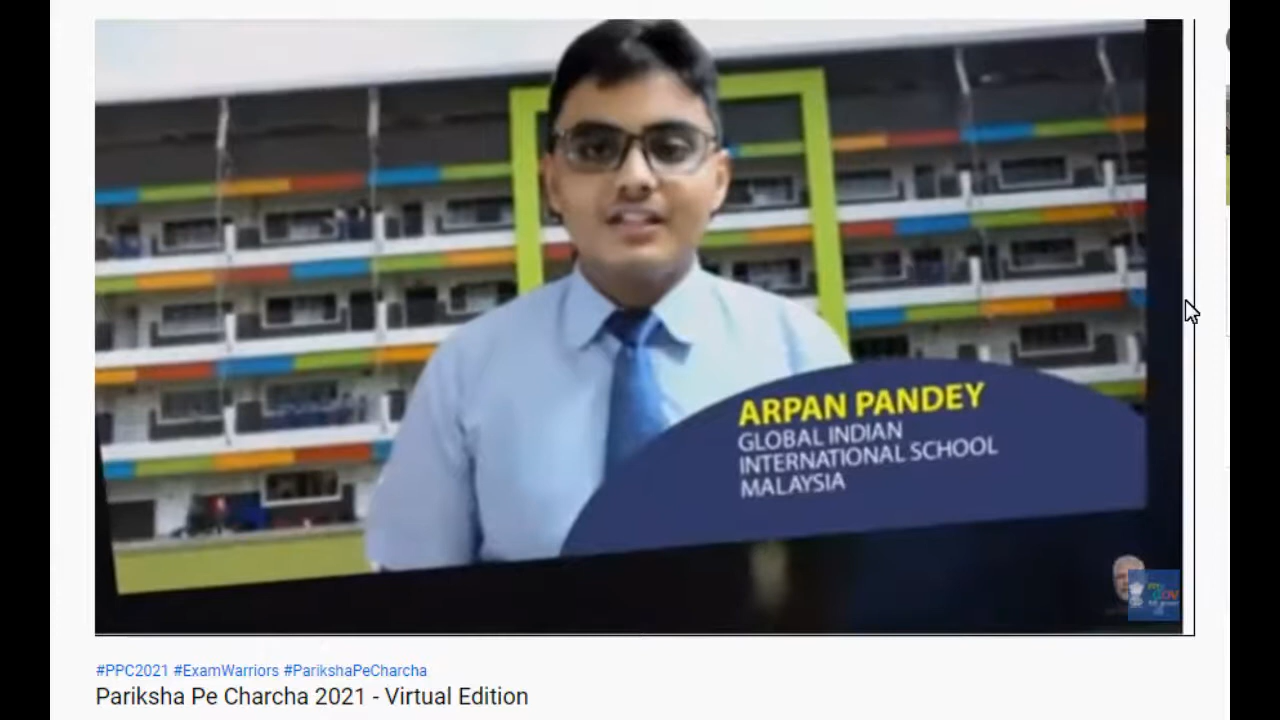 ARPAN PANDEY
GLOBAL INDIAN
INTERNATIONAL SCHOOL
MALAYSIA
#PPC2021 #ExamWarriors #ParikshaPeCharcha
Pariksha Pe Charcha 2021 - Virtual Edition